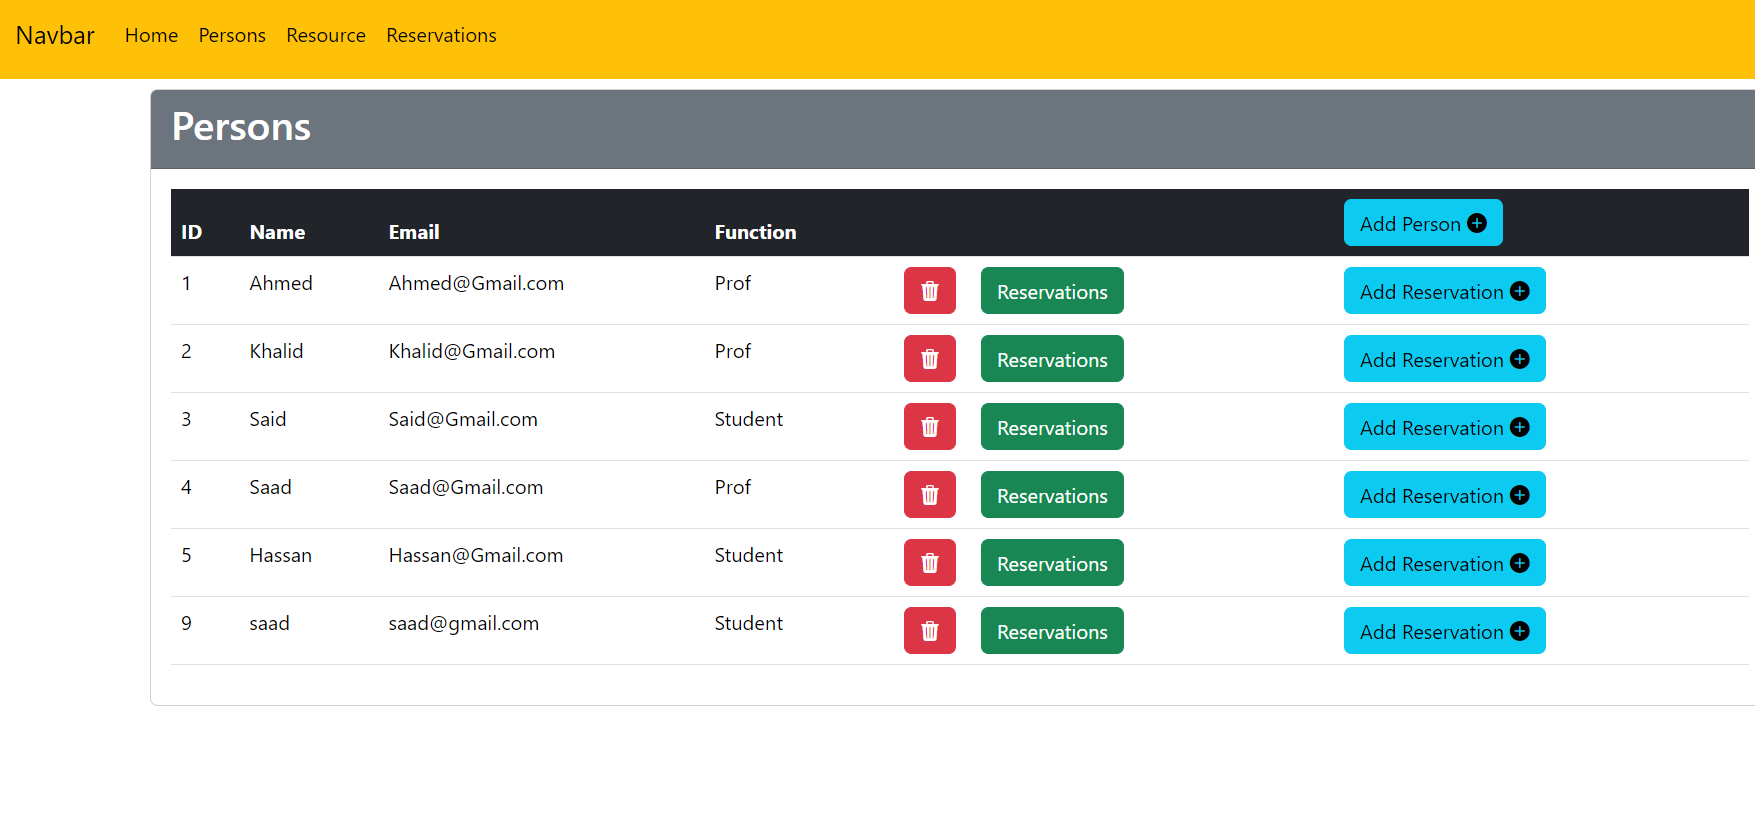 Navbar Home Persons Resource Reservations
Persons
ID Name Email Function Add Person
1 Ahmed Ahmed@Gmail.com Prof Reservations Add Reservation
2 Khalid Khalid@Gmail.com Prof Reservations Add Reservation
3 Said Said@Gmail.com Student Reservations Add Reservation
4 Saad Saad@Gmail.com Prof Reservations Add Reservation
5 Hassan Hassan@Gmail.com Student Reservations Add Reservation
9 saad saad@gmail.com Student Reservations Add Reservation